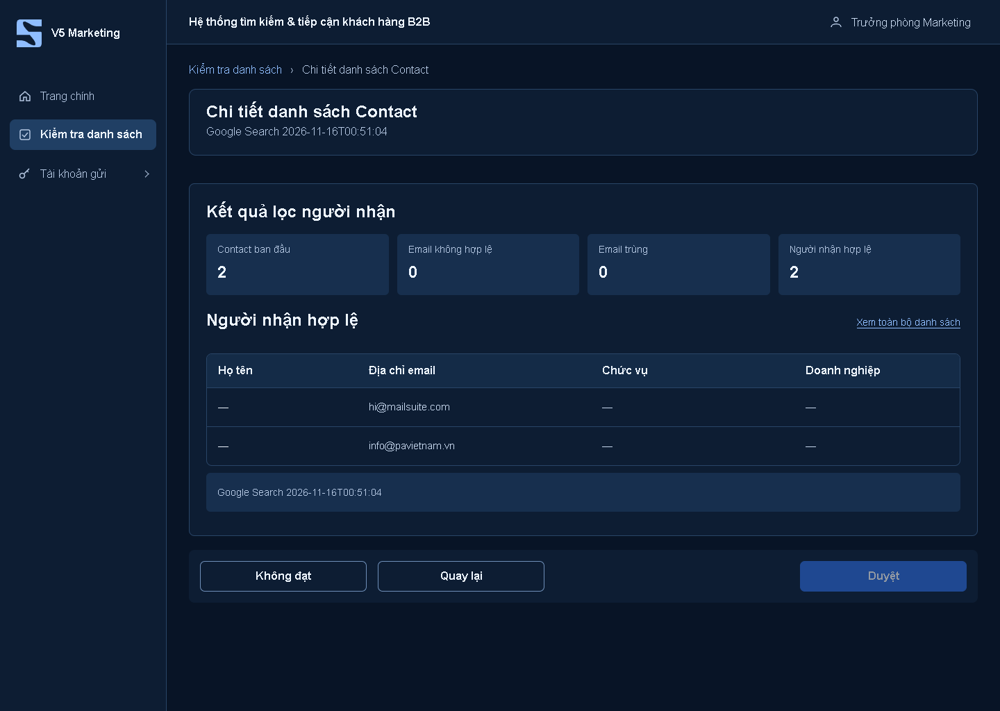 V5 Marketing
Hệ thống tìm kiếm & tiếp cận khách hàng B2B
Trưởng phòng Marketing
Trang chính
Kiểm tra danh sách
Tài khoản gửi
Kiểm tra danh sách › Chi tiết danh sách Contact
Chi tiết danh sách Contact
Google Search 2026-11-16T00:51:04
Kết quả lọc người nhận
Contact ban đầu
2
Email không hợp lệ
0
Email trùng
0
Người nhận hợp lệ
2
Người nhận hợp lệ
Xem toàn bộ danh sách
Họ tên Địa chỉ email Chức vụ Doanh nghiệp
— hi@mailsuite.com — —
— info@pavietnam.vn — —
Google Search 2026-11-16T00:51:04
Không đạt
Quay lại
Duyệt